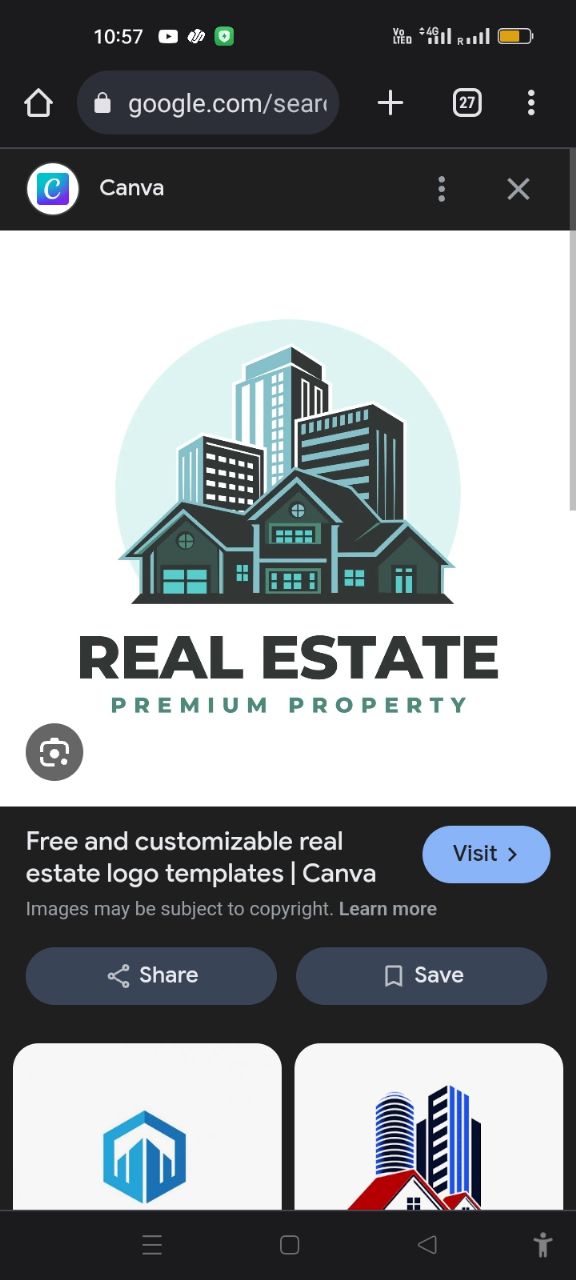 10:57
Vo LTED 4G R
google.com/sear
27
Canva
REAL ESTATE
PREMIUM PROPERTY
Free and customizable real
estate logo templates | Canva
Visit
Images may be subject to copyright. Learn more
Share
Save